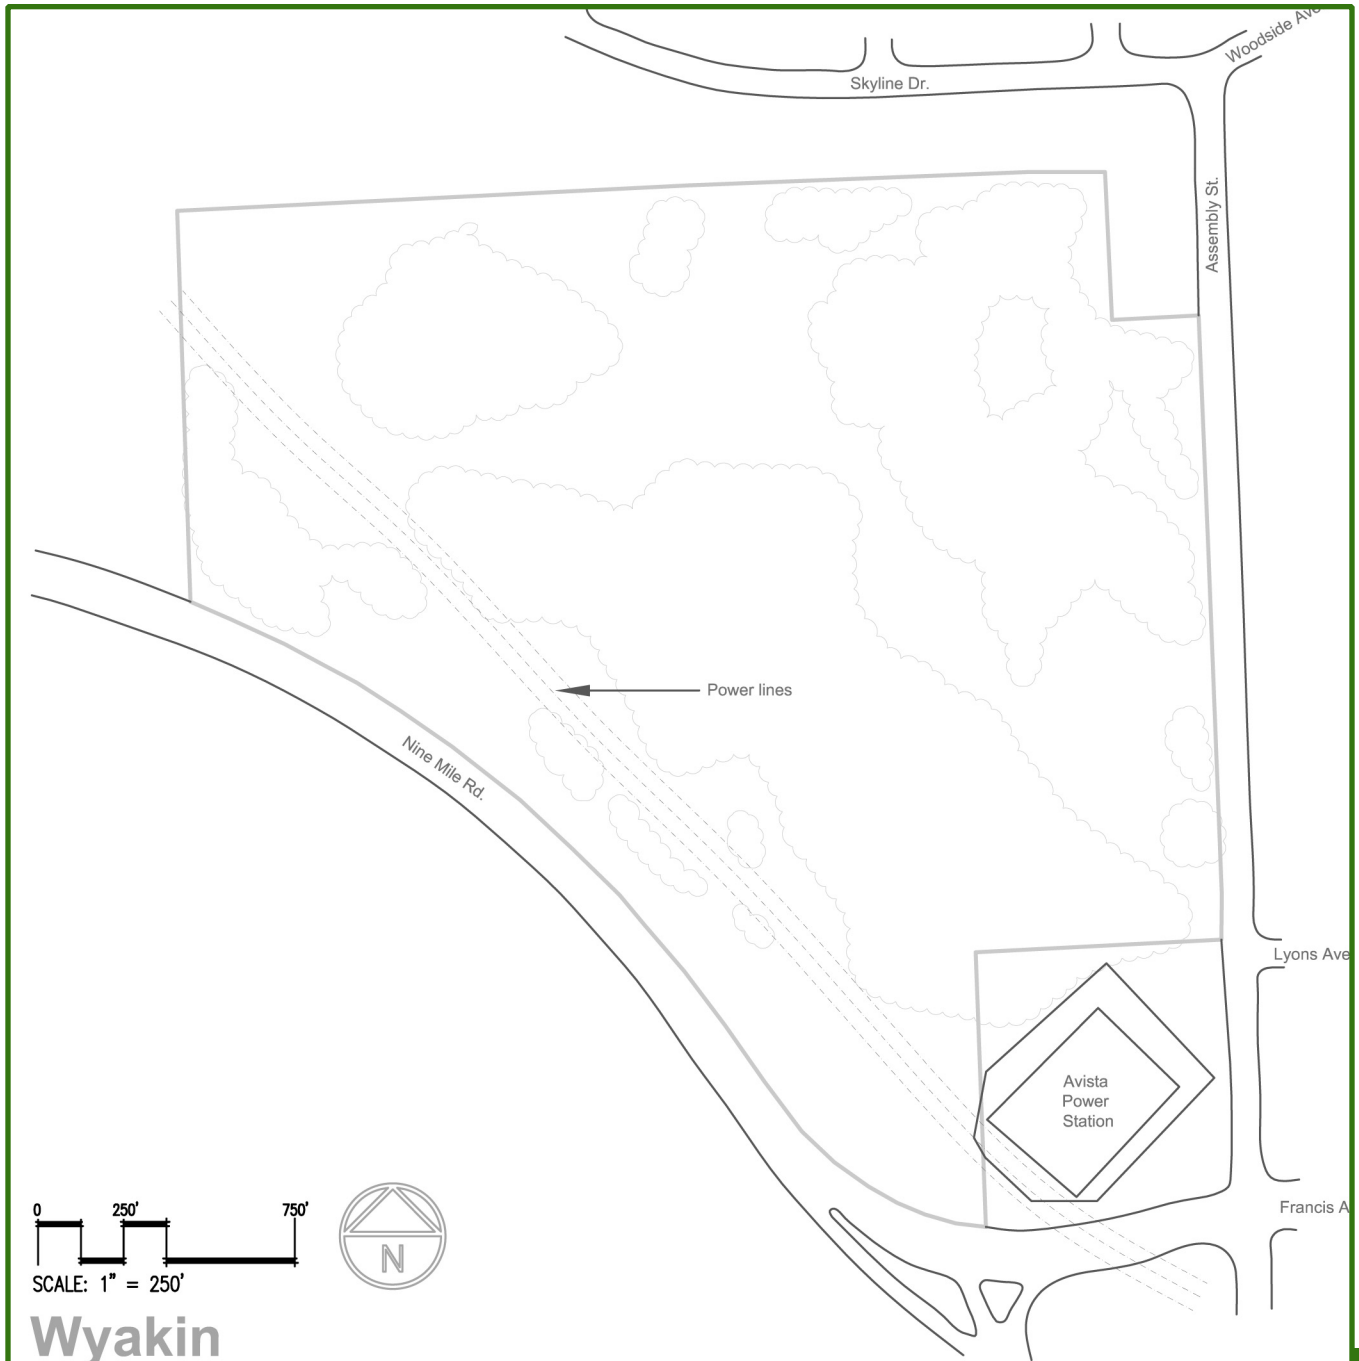 Woodside Ave
Skyline Dr.
Assembly St.
Power lines
Nine Mile Rd.
Lyons Ave
Avista
Power
Station
Francis A
0 250' 750'
SCALE: 1" = 250'
N
Wyakin